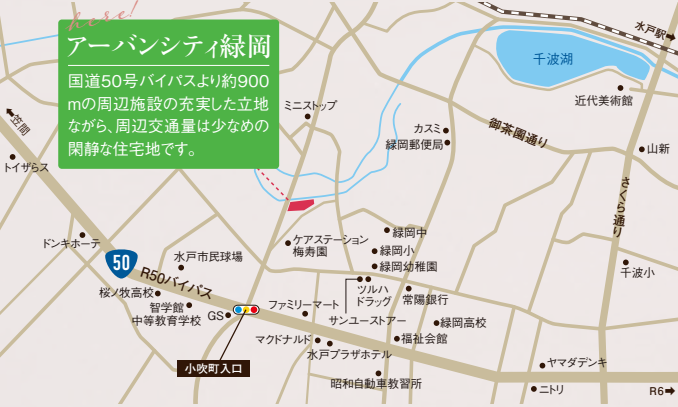 here!
アーバンシティ緑岡
国道50号バイパスより約900
mの周辺施設の充実した立地
ながら、周辺交通量は少なめの
閑静な住宅地です。
水戸駅➡
千波湖
近代美術館
ミニストップ
カスミ
緑岡郵便局
御茶園通り
山新
⬅笠間
トイザらス
さくら通り
ドンキホーテ
50
R50バイパス
水戸市民球場
ケアステーション
梅寿園
緑岡中
緑岡小
緑岡幼稚園
千波小
桜ノ牧高校
智学館
中等教育学校
GS
ファミリーマート
ツルハ
ドラッグ
サンユーストアー
常陽銀行
緑岡高校
福祉会館
マクドナルド
水戸プラザホテル
小吹町入口
昭和自動車教習所
ヤマダデンキ
ニトリ
R6➡